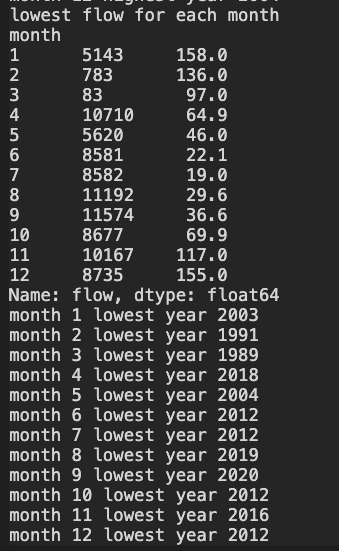 lowest flow for each month
month
1      5143     158.0
2      783      136.0
3      83        97.0
4      10710     64.9
5      5620      46.0
6      8581      22.1
7      8582      19.0
8      11192     29.6
9      11574     36.6
10     8677      69.9
11     10167    117.0
12     8735     155.0
Name: flow, dtype: float64
month 1 lowest year 2003
month 2 lowest year 1991
month 3 lowest year 1989
month 4 lowest year 2018
month 5 lowest year 2004
month 6 lowest year 2012
month 7 lowest year 2012
month 8 lowest year 2019
month 9 lowest year 2020
month 10 lowest year 2012
month 11 lowest year 2016
month 12 lowest year 2012